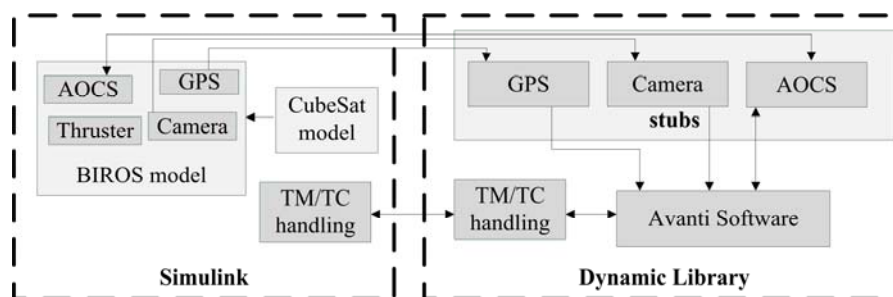 AOCS
GPS
Thruster
Camera
BIROS model
CubeSat
model
TM/TC
handling
Simulink
GPS
Camera
AOCS
stubs
TM/TC
handling
Avanti Software
Dynamic Library